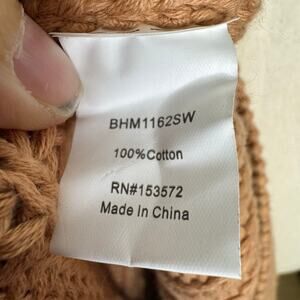 BHM1162SW
100%Cotton
RN#153572
Made In China